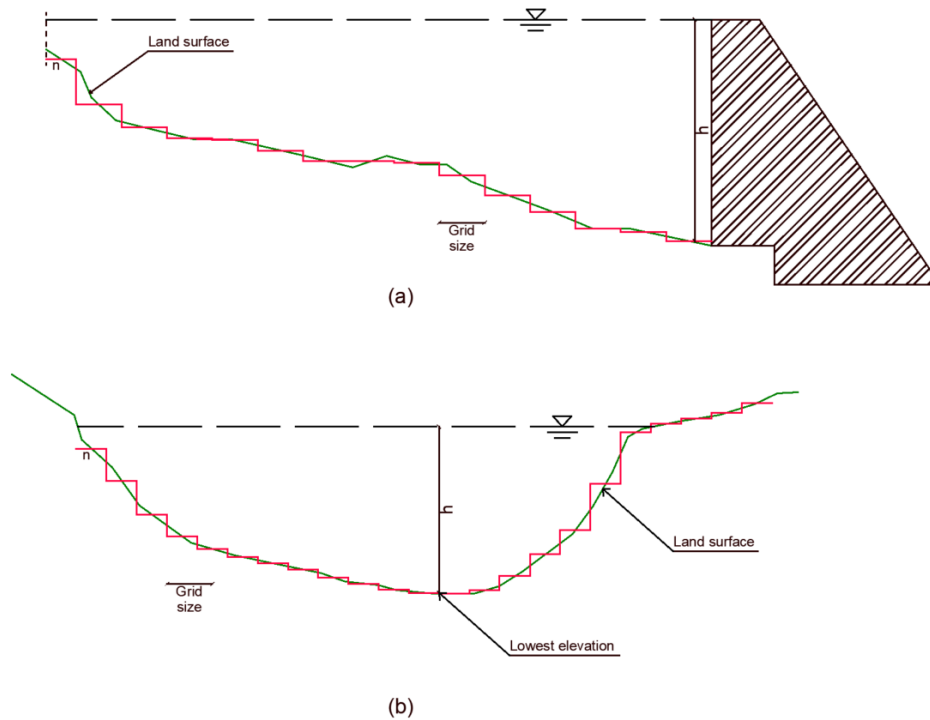 Land surface
n
h
Grid
size
(a)
n
h
Grid
size
Land surface
Lowest elevation
(b)